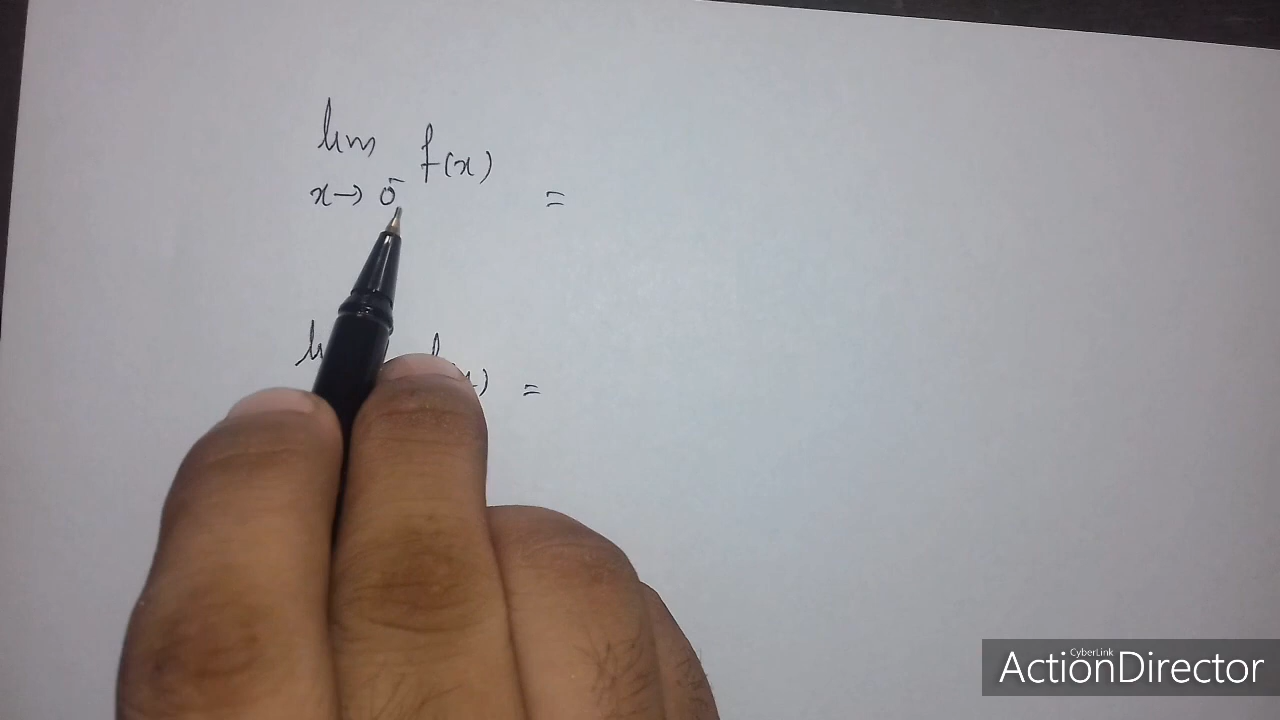 lim f(x)
x→ 0⁻ =
=
CyberLink
ActionDirector